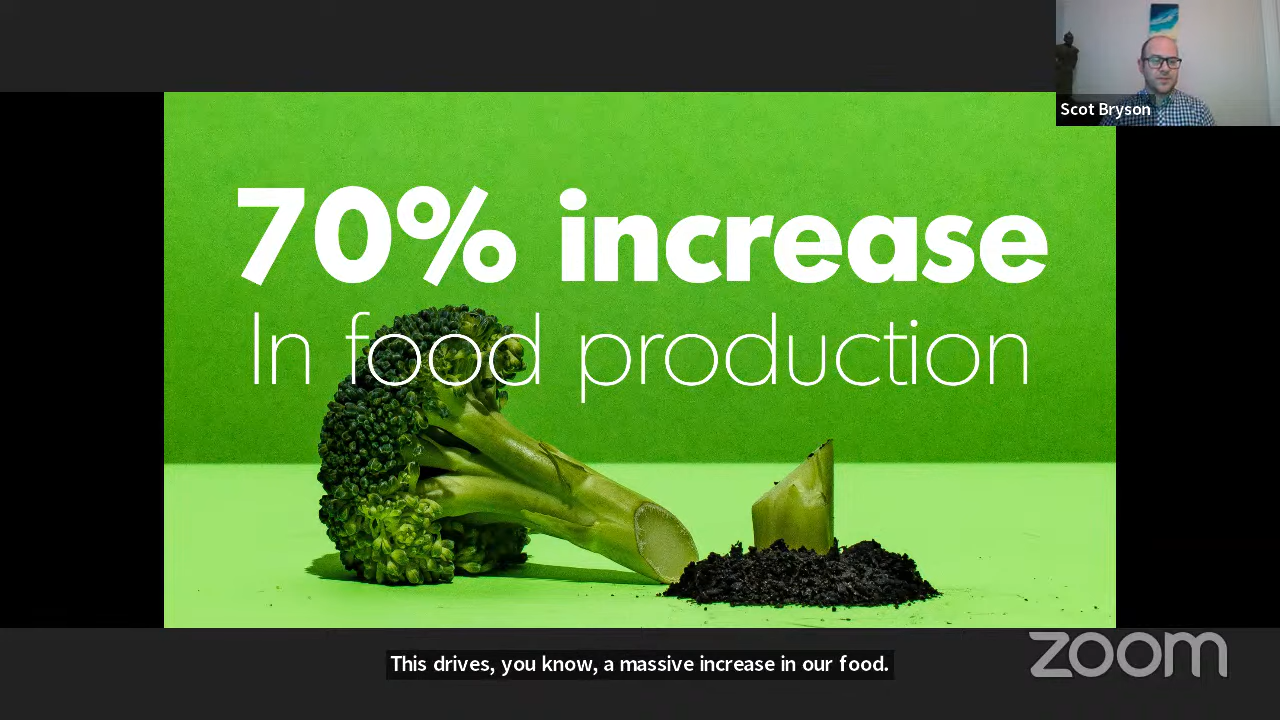 Scot Bryson
70% increase
In food production
This drives, you know, a massive increase in our food.
zoom